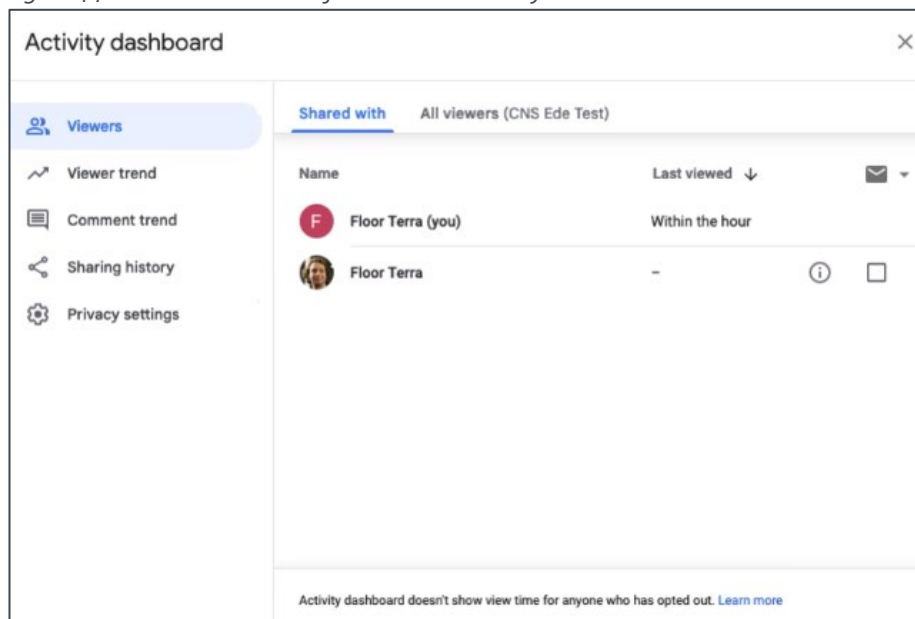 Activity dashboard
Viewers
Viewer trend
Comment trend
Sharing history
Privacy settings
Shared with All viewers (CNS Ede Test)
Name Last viewed
F Floor Terra (you) Within the hour
Floor Terra –
Activity dashboard doesn't show view time for anyone who has opted out. Learn more